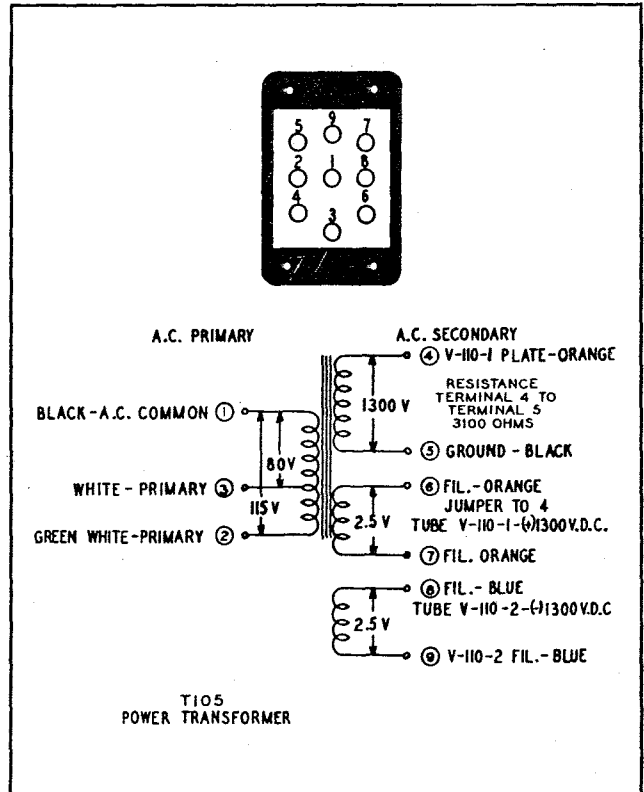 5 9 7
2 1 8
4 3 6
A.C. PRIMARY
A.C. SECONDARY
④ V-110-1 PLATE-ORANGE
RESISTANCE
TERMINAL 4 TO
TERMINAL 5
3100 OHMS
1300 V
BLACK-A.C. COMMON ①
⑤ GROUND - BLACK
80V
WHITE - PRIMARY ③
115V
⑥ FIL.-ORANGE
JUMPER TO 4
2.5 V
TUBE V-110-1-(+)1300V.D.C.
GREEN WHITE-PRIMARY ②
⑦ FIL. ORANGE
⑧ FIL.- BLUE
TUBE V-110-2-(-)1300V.D.C
2.5 V
⑨ V-110-2 FIL.-BLUE
T105
POWER TRANSFORMER